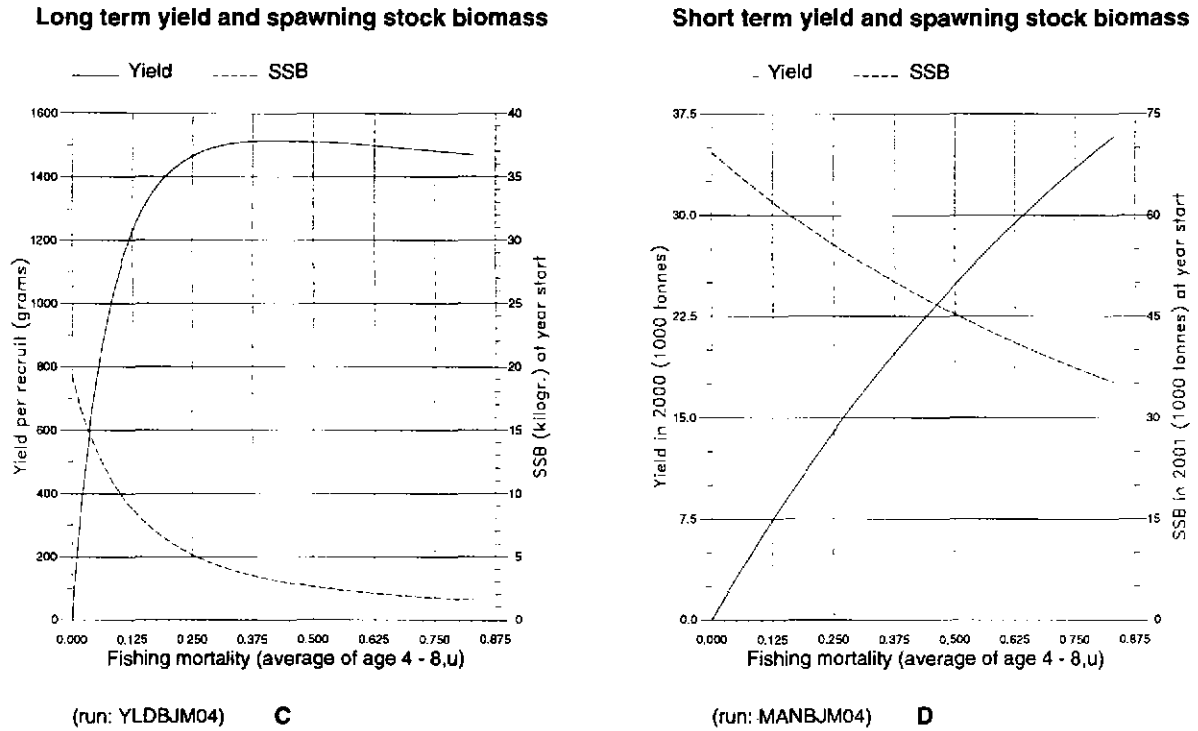 Long term yield and spawning stock biomass
Yield SSB
1600
1400
1200
1000
800
600
400
200
0
Yield per recruit (grams)
40
35
30
25
20
15
10
5
0
SSB (kilogr.) at year start
0.000 0.125 0.250 0.375 0.500 0.625 0.750 0.875
Fishing mortality (average of age 4 - 8,u)
(run: YLDBJM04) C
Short term yield and spawning stock biomass
Yield SSB
37.5
30.0
22.5
15.0
7.5
0.0
Yield in 2000 (1000 tonnes)
75
60
45
30
15
0
SSB in 2001 (1000 tonnes) at year start
0,000 0.125 0.250 0.375 0,500 0.625 0.750 0.875
Fishing mortality (average of age 4 - 8,u)
(run: MANBJM04) D